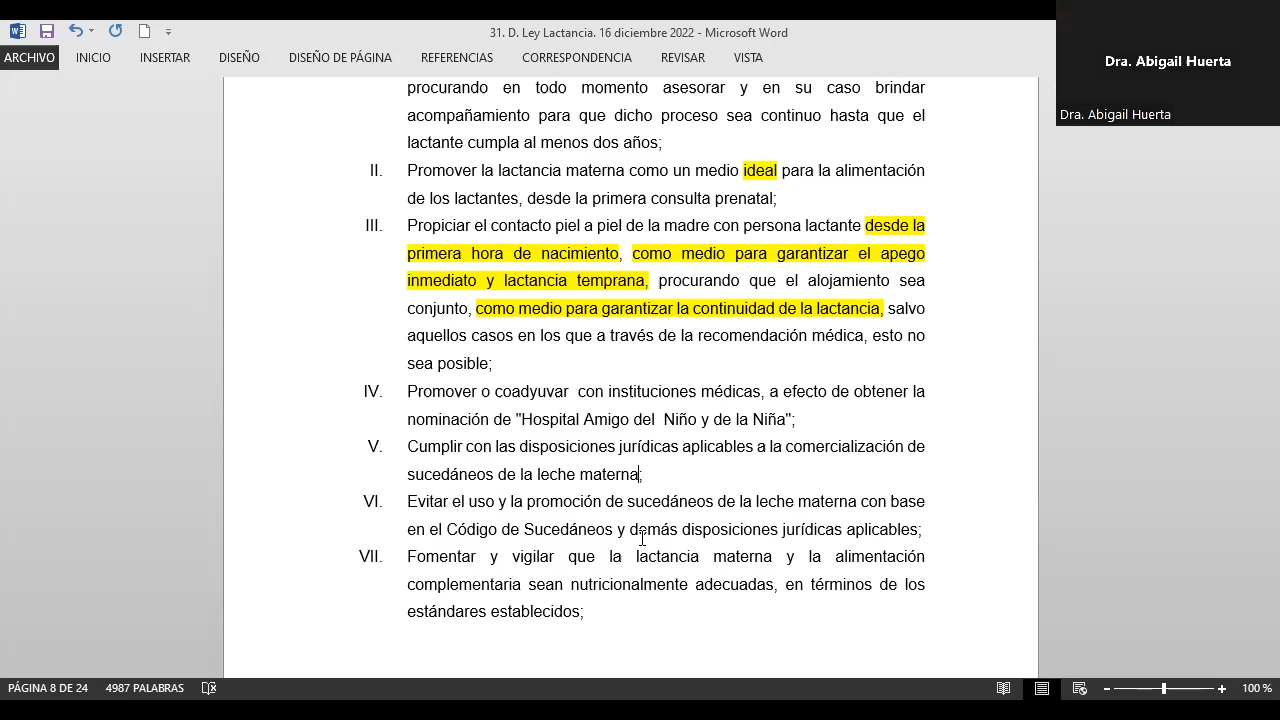 31. D. Ley Lactancia. 16 diciembre 2022 - Microsoft Word
ARCHIVO INICIO INSERTAR DISEÑO DISEÑO DE PÁGINA REFERENCIAS CORRESPONDENCIA REVISAR VISTA
Dra. Abigail Huerta
Dra. Abigail Huerta
procurando en todo momento asesorar y en su caso brindar
acompañamiento para que dicho proceso sea continuo hasta que el
lactante cumpla al menos dos años;
II. Promover la lactancia materna como un medio ideal para la alimentación
de los lactantes, desde la primera consulta prenatal;
III. Propiciar el contacto piel a piel de la madre con persona lactante desde la
primera hora de nacimiento, como medio para garantizar el apego
inmediato y lactancia temprana, procurando que el alojamiento sea
conjunto, como medio para garantizar la continuidad de la lactancia, salvo
aquellos casos en los que a través de la recomendación médica, esto no
sea posible;
IV. Promover o coadyuvar  con instituciones médicas, a efecto de obtener la
nominación de "Hospital Amigo del  Niño y de la Niña";
V. Cumplir con las disposiciones jurídicas aplicables a la comercialización de
sucedáneos de la leche materna;
VI. Evitar el uso y la promoción de sucedáneos de la leche materna con base
en el Código de Sucedáneos y demás disposiciones jurídicas aplicables;
VII. Fomentar y vigilar que la lactancia materna y la alimentación
complementaria sean nutricionalmente adecuadas, en términos de los
estándares establecidos;
PÁGINA 8 DE 24 4987 PALABRAS 100 %